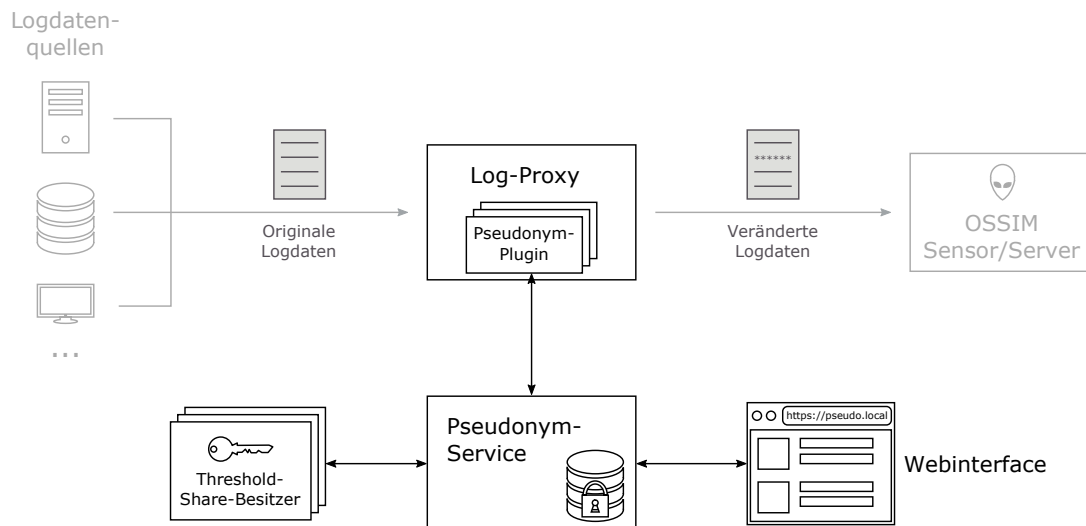 Logdaten-
quellen
...
Originale
Logdaten
Log-Proxy
Pseudonym-
Plugin
******
Veränderte
Logdaten
OSSIM
Sensor/Server
Threshold-
Share-Besitzer
Pseudonym-
Service
https://pseudo.local
Webinterface